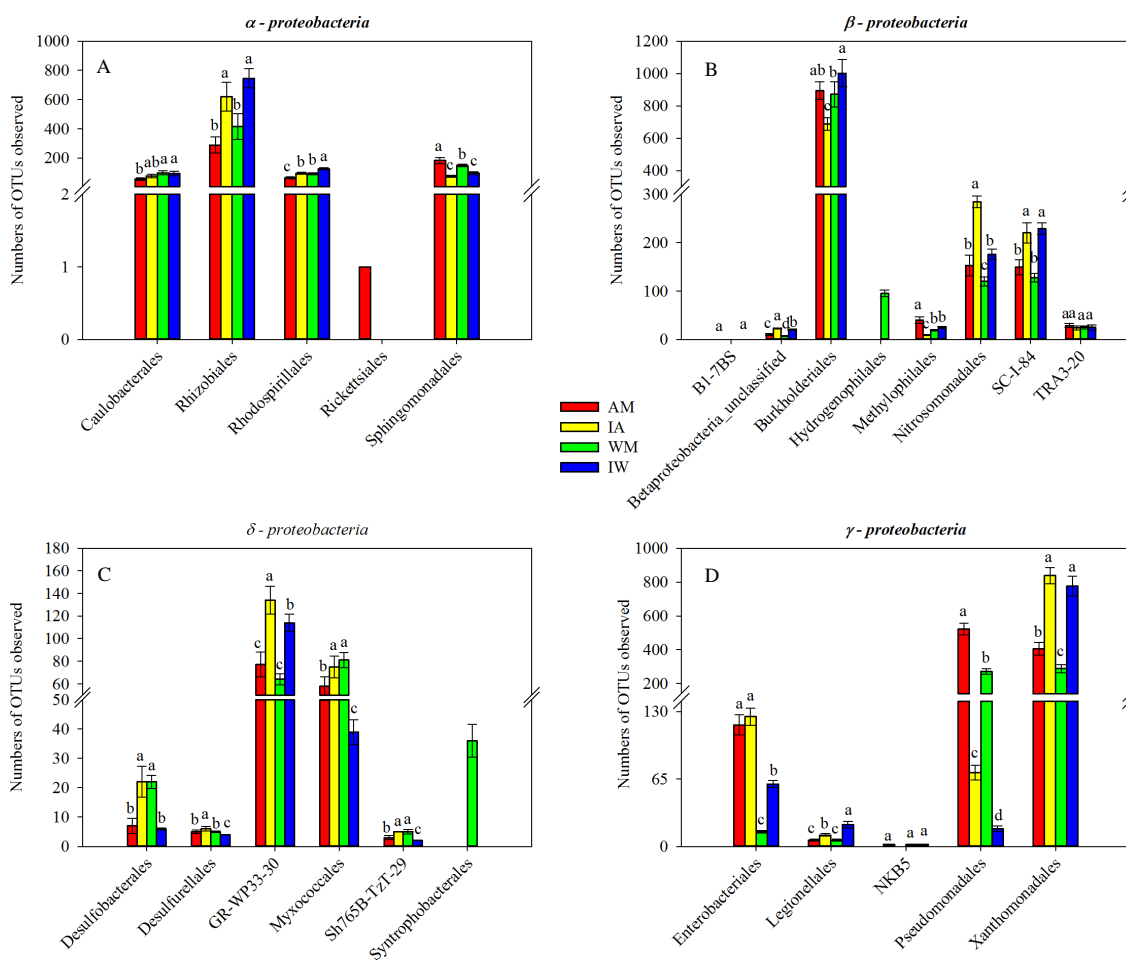 α - proteobacteria
A
Numbers of OTUs observed
1000
800
600
400
200
2
1
0
b ab ab a
b a b a
c b b a
a c b c
Caulobacterales
Rhizobiales
Rhodospirillales
Rickettsiales
Sphingomonadales
β - proteobacteria
B
Numbers of OTUs observed
1200
1000
800
600
400
300
200
100
0
a a
c a d b
ab c b a
a c b b
b a c b
b a b a
a a a a
B1-7BS
Betaproteobacteria_unclassified
Burkholderiales
Hydrogenophilales
Methylophilales
Nitrosomonadales
SC-I-84
TRA3-20
AM
IA
WM
IW
δ - proteobacteria
C
Numbers of OTUs observed
180
160
140
120
100
80
60
50
40
30
20
10
0
b a a b
b a b c
c a c b
b a a c
b a a c
Desulfobacterales
Desulfurellales
GR-WP33-30
Myxococcales
Sh765B-TzT-29
Syntrophobacterales
γ - proteobacteria
D
Numbers of OTUs observed
1000
800
600
400
200
130
65
0
a a c b
c b c a
a a a
a c b d
b a c a
Enterobacteriales
Legionellales
NKB5
Pseudomonadales
Xanthomonadales